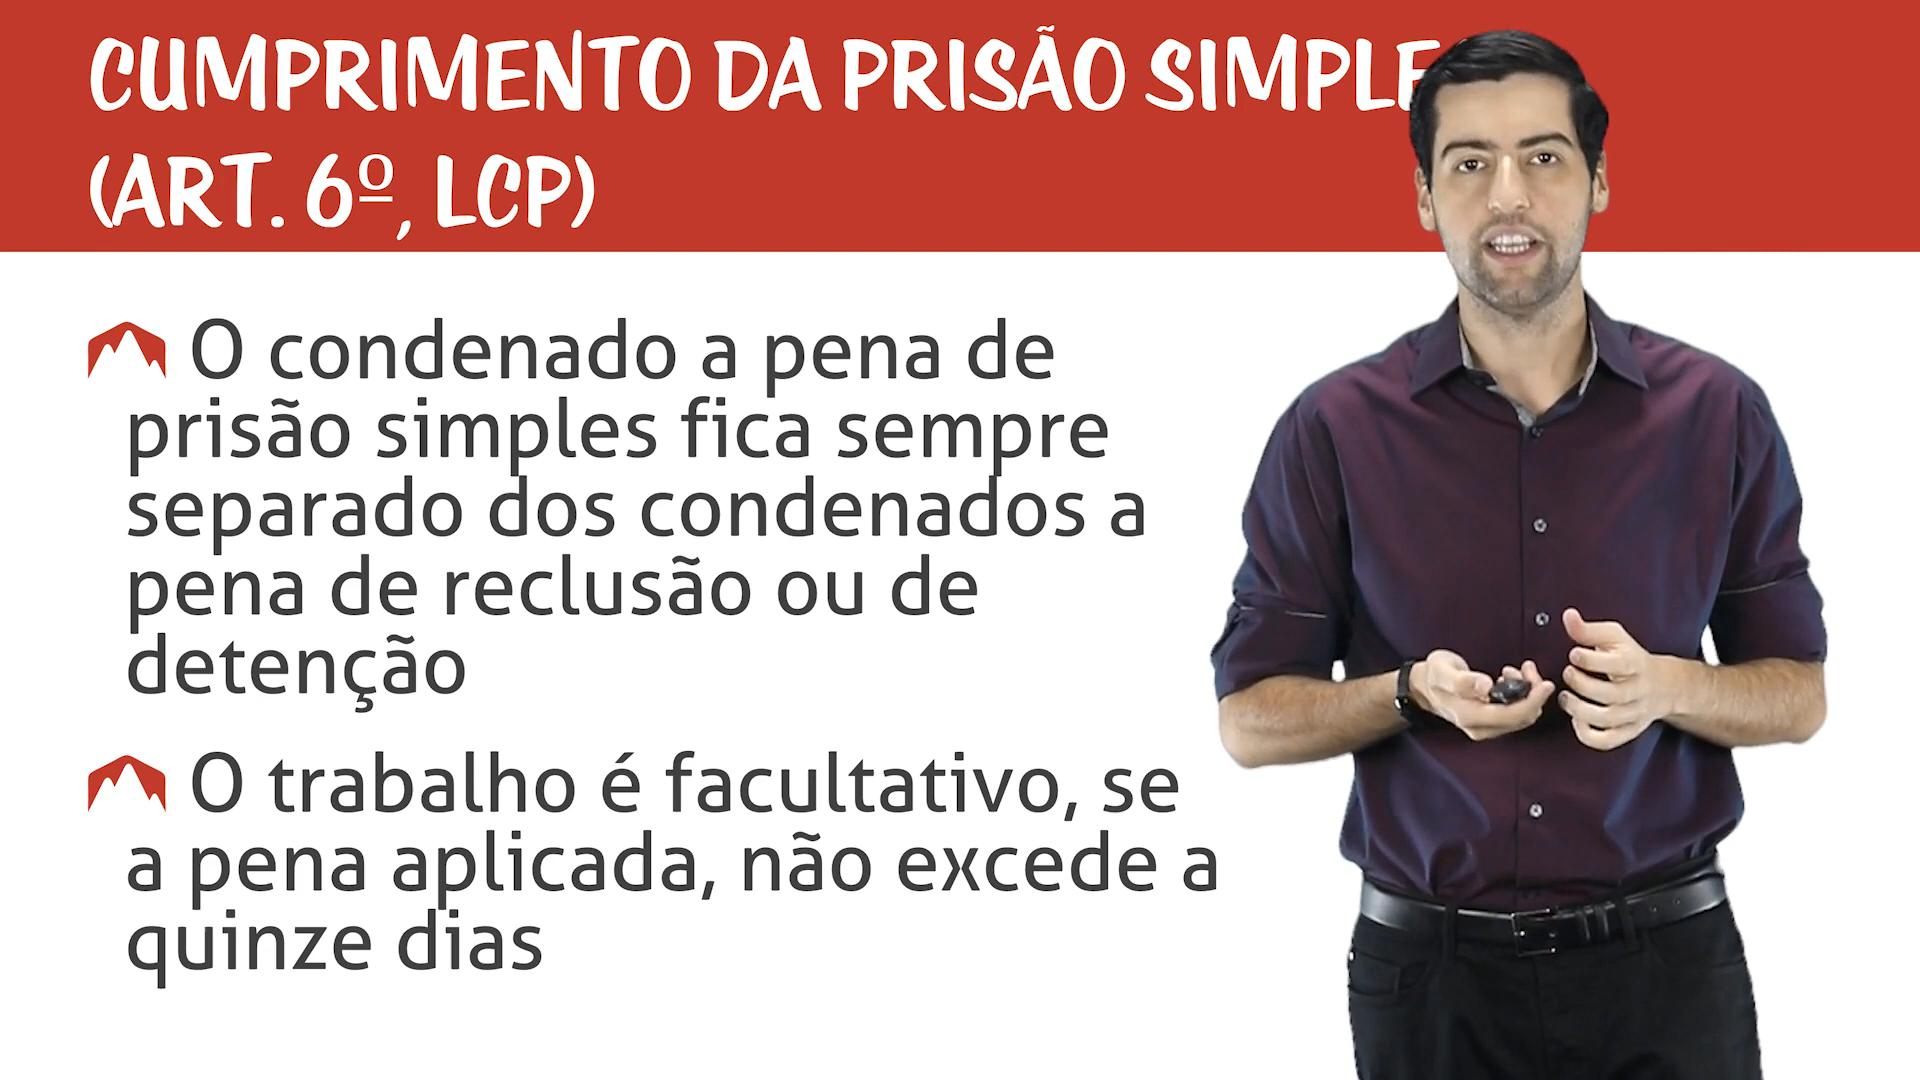 CUMPRIMENTO DA PRISÃO SIMPLE
(ART. 6º, LCP)
O condenado a pena de
prisão simples fica sempre
separado dos condenados a
pena de reclusão ou de
detenção
O trabalho é facultativo, se
a pena aplicada, não excede a
quinze dias